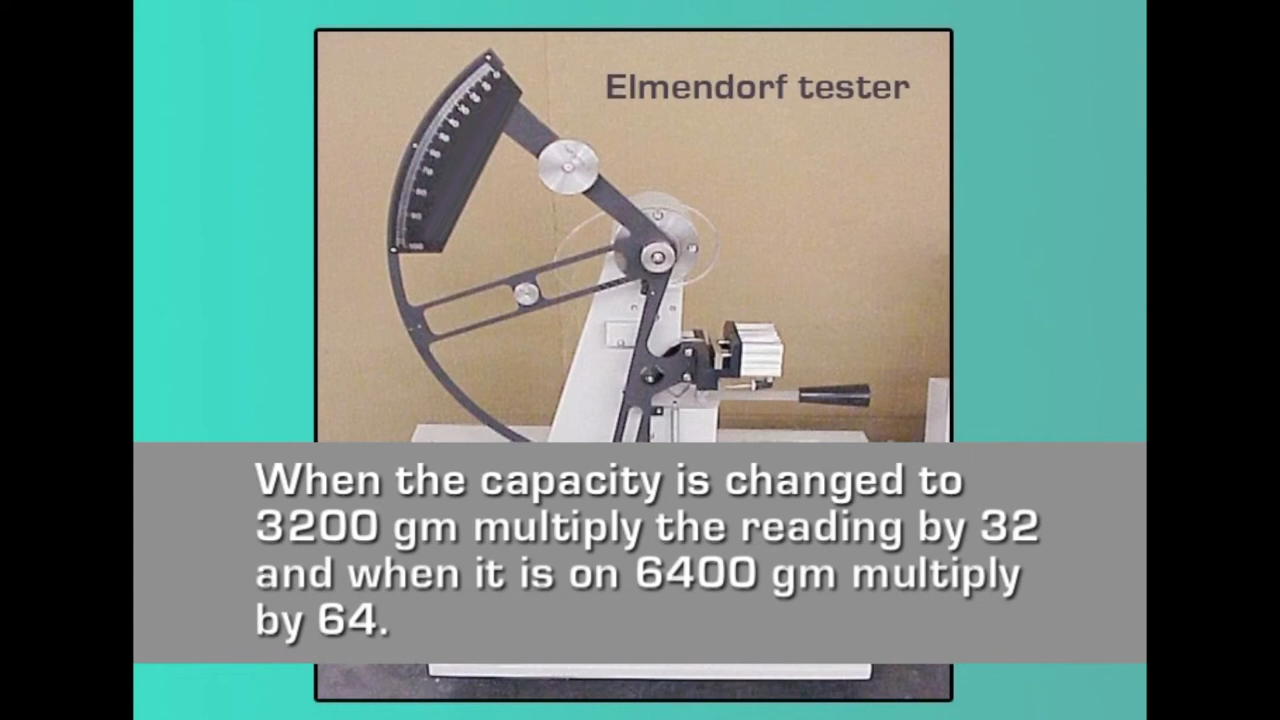 Elmendorf tester
100
When the capacity is changed to
3200 gm multiply the reading by 32
and when it is on 6400 gm multiply
by 64.